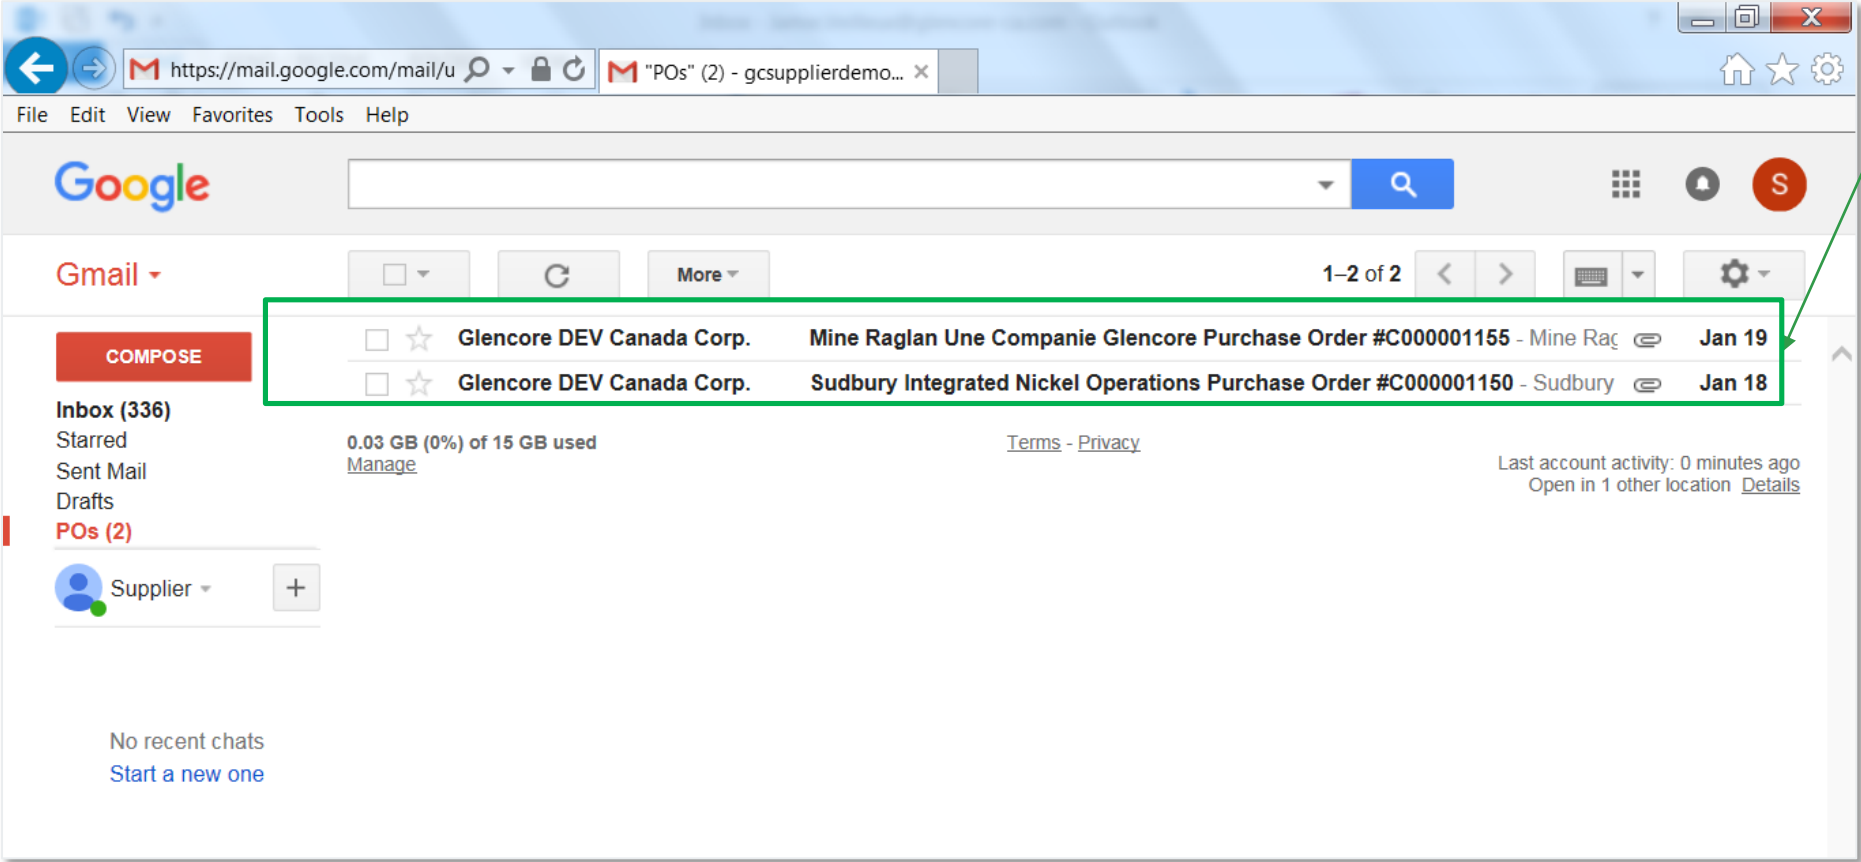 https://mail.google.com/mail/u
"POs" (2) - gcsupplierdemo...
File Edit View Favorites Tools Help
Google
S
Gmail
More
1–2 of 2
Glencore DEV Canada Corp. Mine Raglan Une Companie Glencore Purchase Order #C000001155 - Mine Rag Jan 19
Glencore DEV Canada Corp. Sudbury Integrated Nickel Operations Purchase Order #C000001150 - Sudbury Jan 18
COMPOSE
Inbox (336)
Starred
Sent Mail
Drafts
POs (2)
0.03 GB (0%) of 15 GB used
Manage
Terms - Privacy
Last account activity: 0 minutes ago
Open in 1 other location Details
Supplier
No recent chats
Start a new one